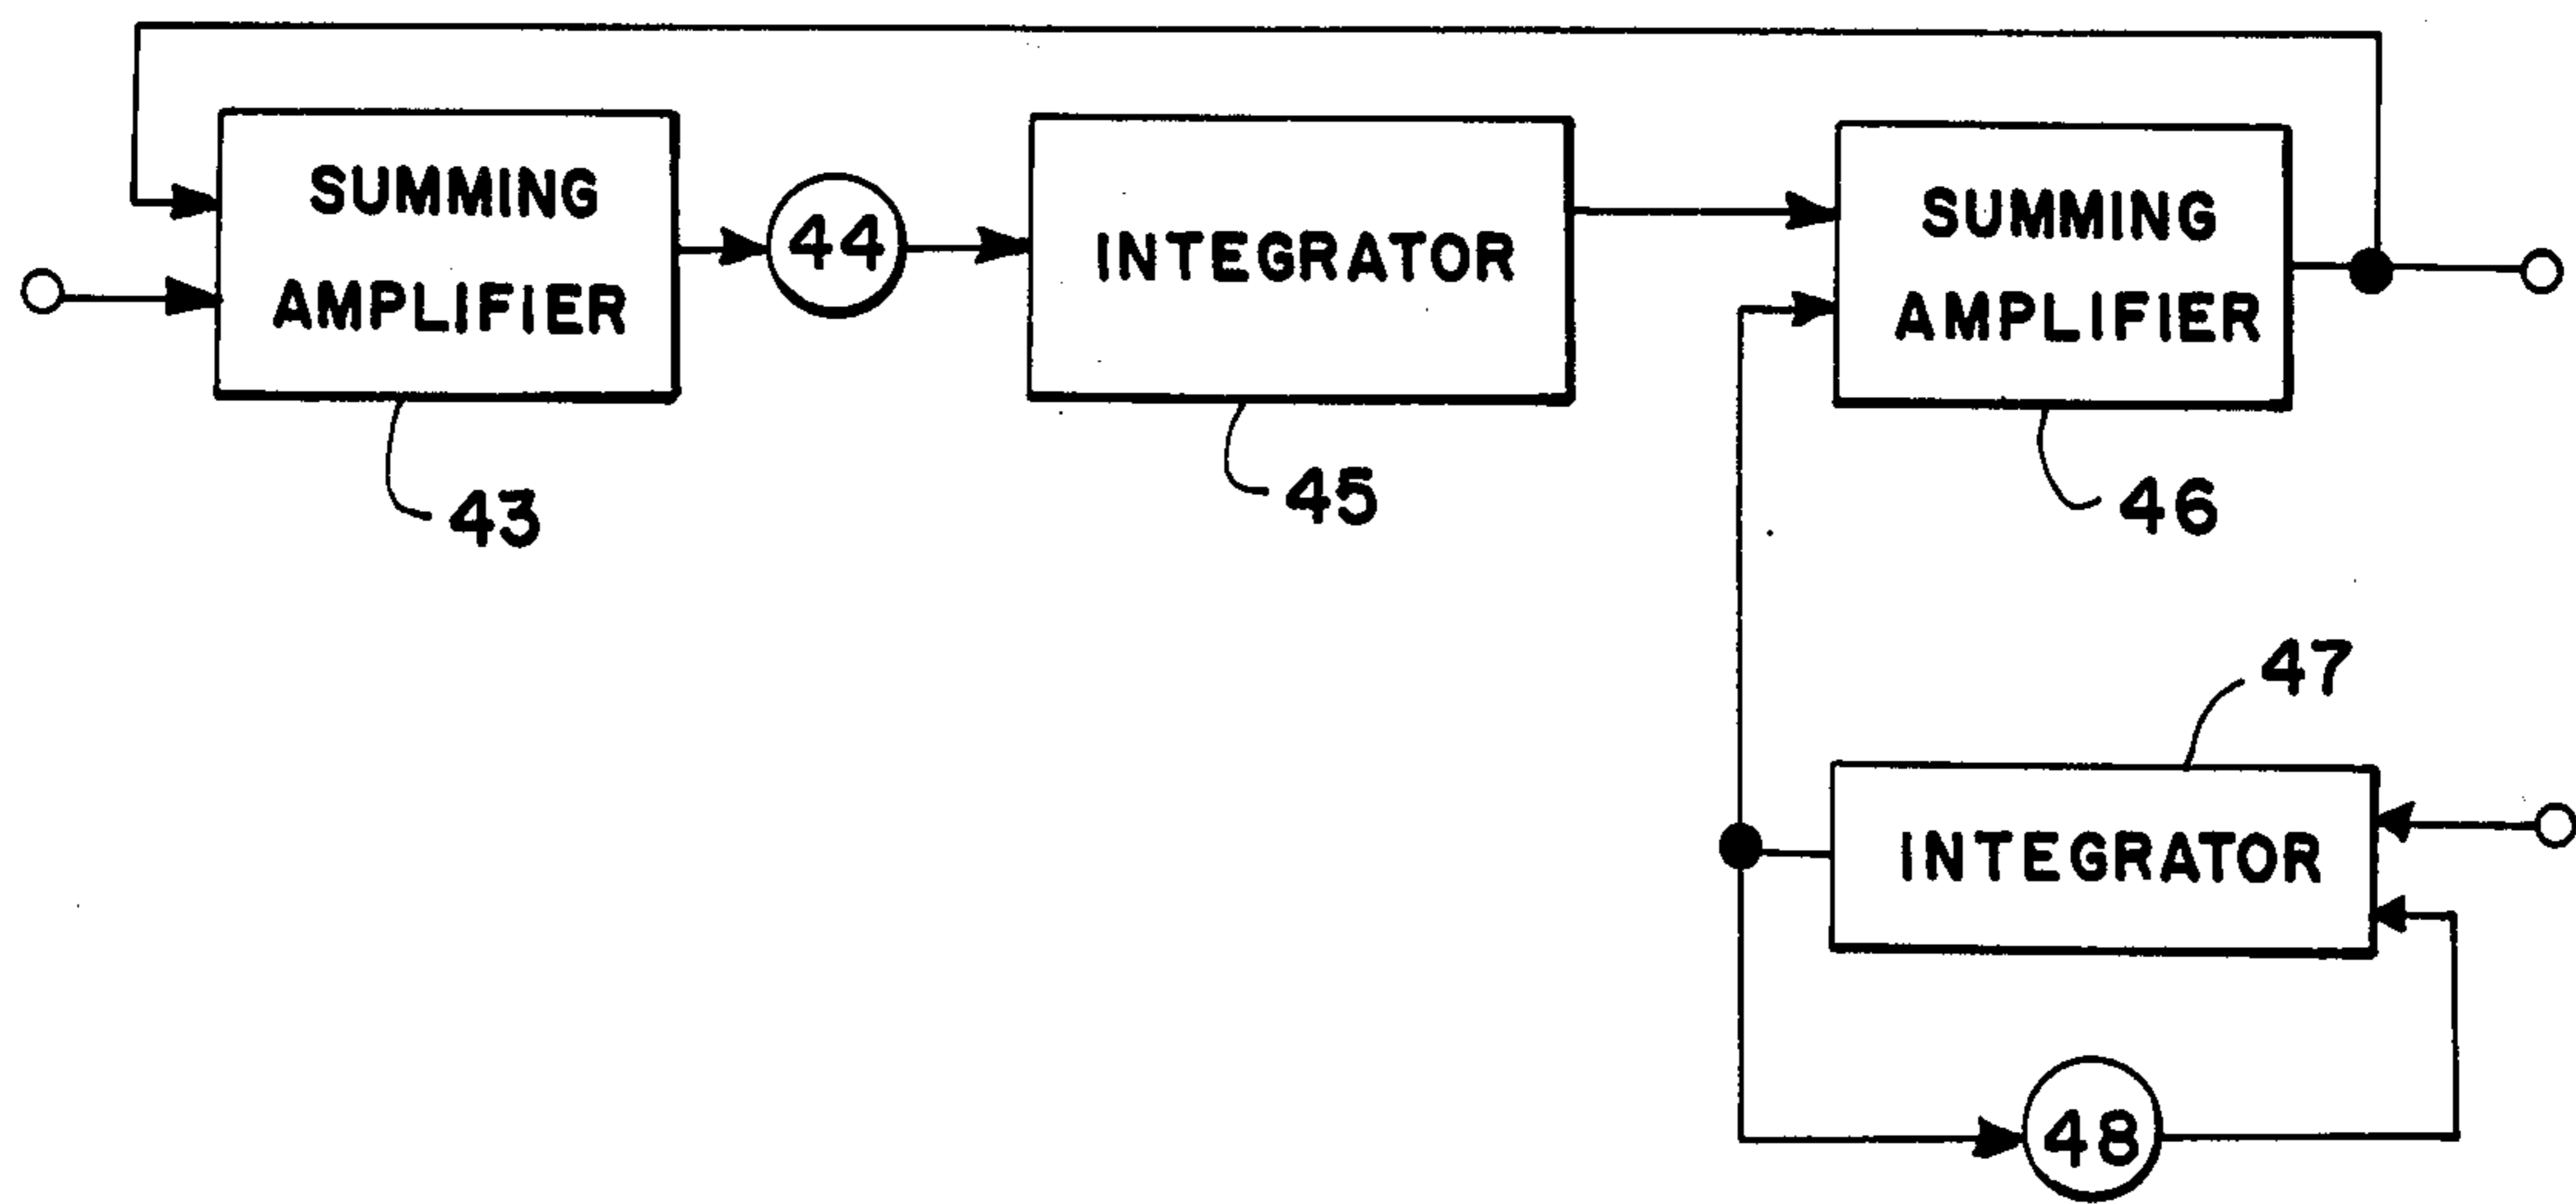 SUMMING
AMPLIFIER
44
INTEGRATOR
SUMMING
AMPLIFIER
43
45
46
47
INTEGRATOR
48